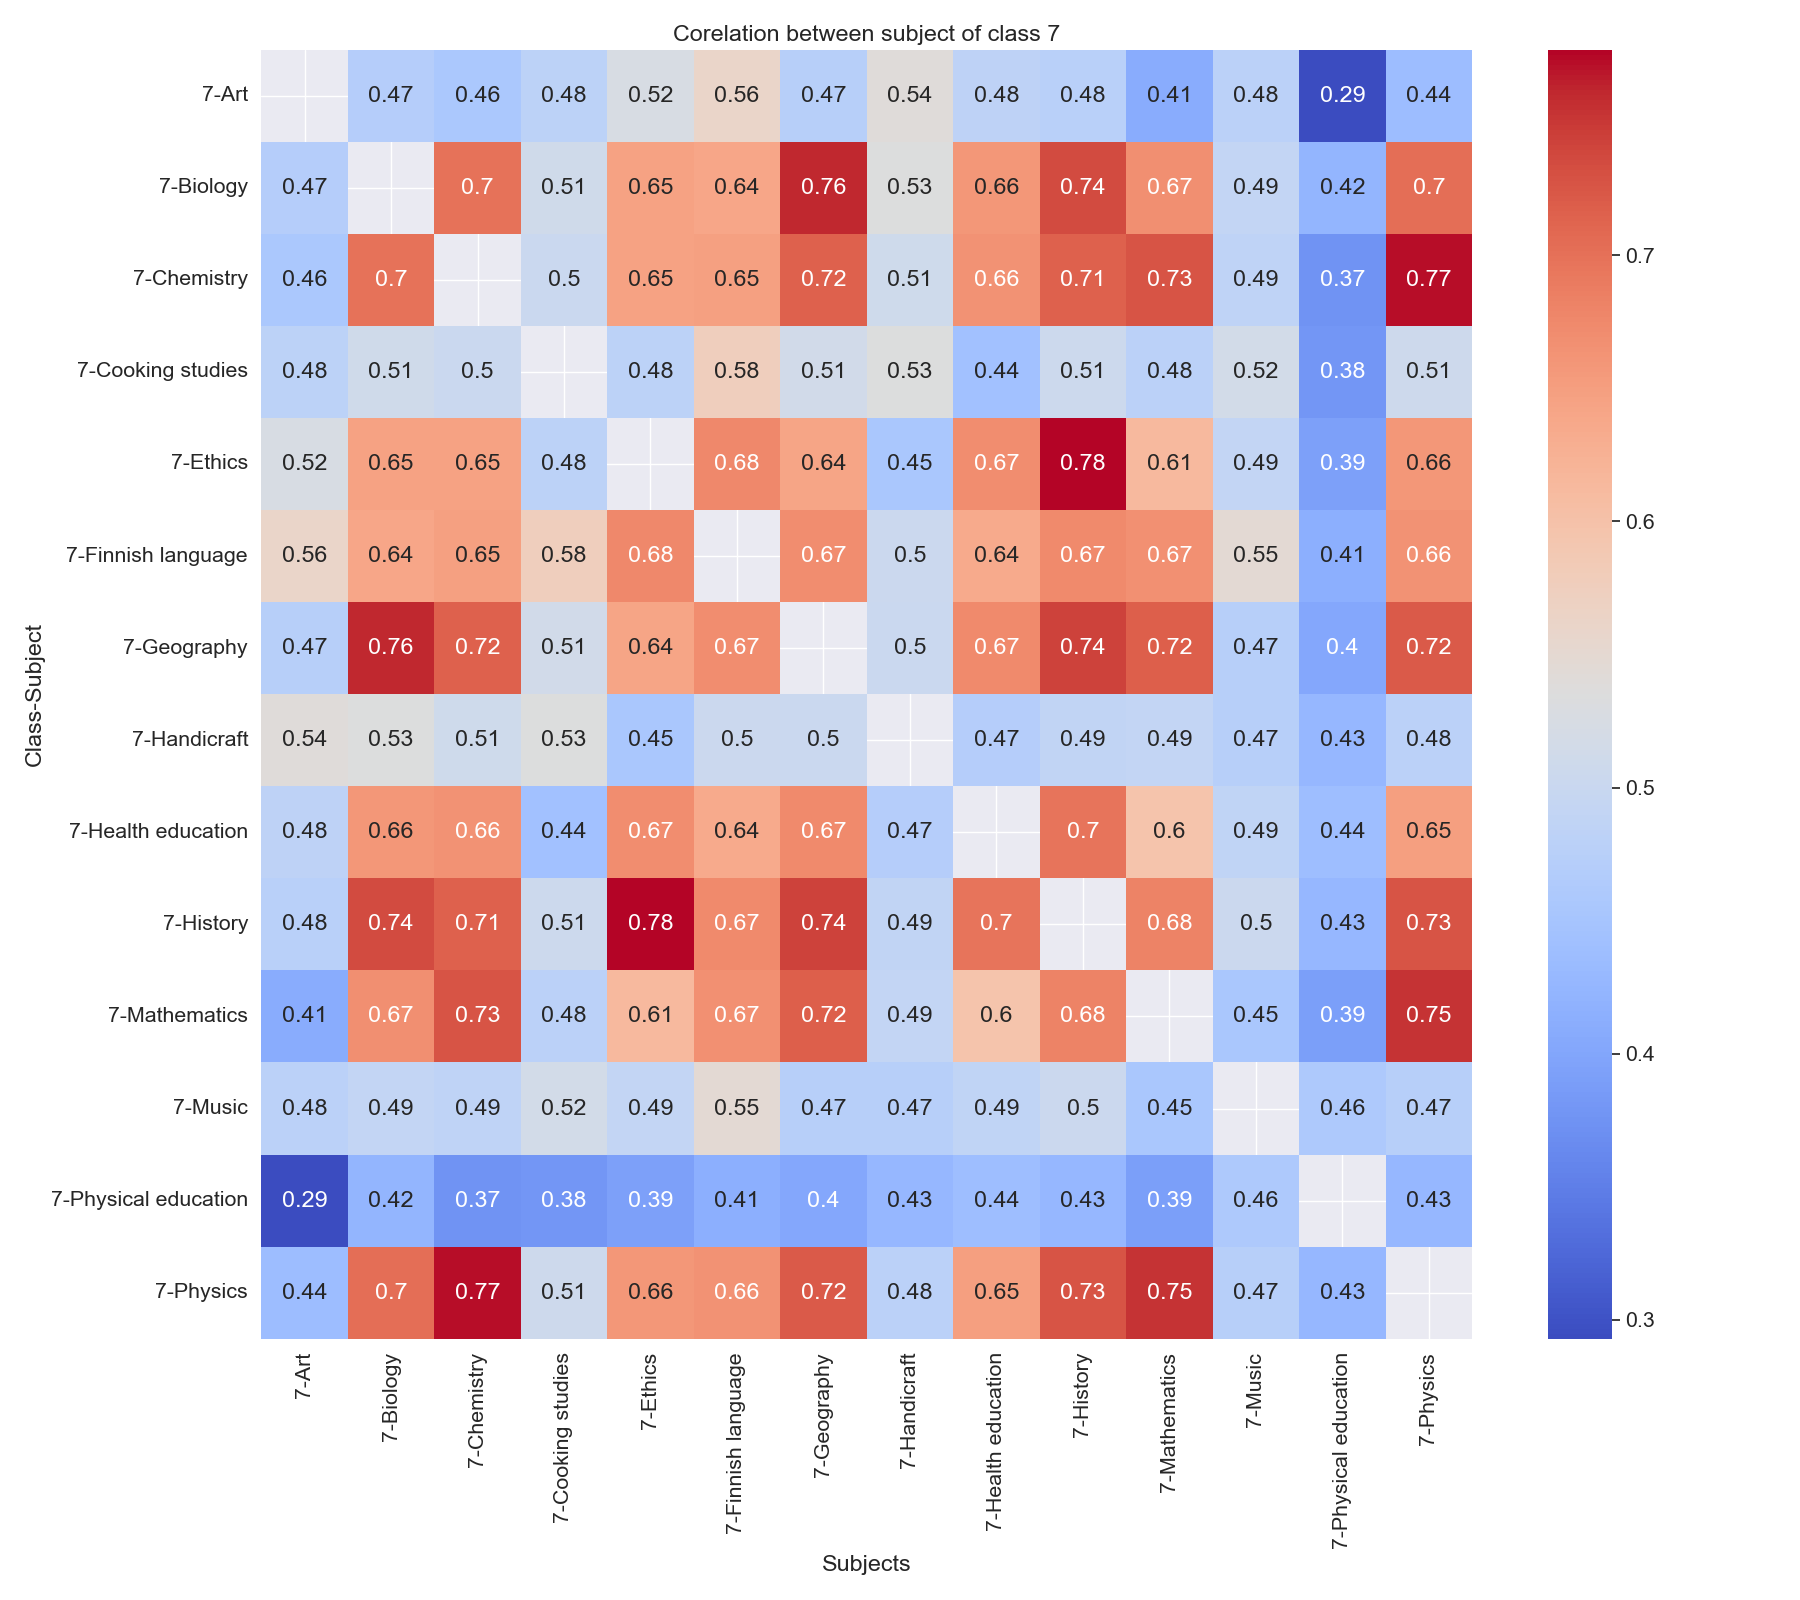 Corelation between subject of class 7
7-Art 0.47 0.46 0.48 0.52 0.56 0.47 0.54 0.48 0.48 0.41 0.48 0.29 0.44
7-Biology 0.47 0.7 0.51 0.65 0.64 0.76 0.53 0.66 0.74 0.67 0.49 0.42 0.7
7-Chemistry 0.46 0.7 0.5 0.65 0.65 0.72 0.51 0.66 0.71 0.73 0.49 0.37 0.77
7-Cooking studies 0.48 0.51 0.5 0.48 0.58 0.51 0.53 0.44 0.51 0.48 0.52 0.38 0.51
7-Ethics 0.52 0.65 0.65 0.48 0.68 0.64 0.45 0.67 0.78 0.61 0.49 0.39 0.66
7-Finnish language 0.56 0.64 0.65 0.58 0.68 0.67 0.5 0.64 0.67 0.67 0.55 0.41 0.66
7-Geography 0.47 0.76 0.72 0.51 0.64 0.67 0.5 0.67 0.74 0.72 0.47 0.4 0.72
7-Handicraft 0.54 0.53 0.51 0.53 0.45 0.5 0.5 0.47 0.49 0.49 0.47 0.43 0.48
7-Health education 0.48 0.66 0.66 0.44 0.67 0.64 0.67 0.47 0.7 0.6 0.49 0.44 0.65
7-History 0.48 0.74 0.71 0.51 0.78 0.67 0.74 0.49 0.7 0.68 0.5 0.43 0.73
7-Mathematics 0.41 0.67 0.73 0.48 0.61 0.67 0.72 0.49 0.6 0.68 0.45 0.39 0.75
7-Music 0.48 0.49 0.49 0.52 0.49 0.55 0.47 0.47 0.49 0.5 0.45 0.46 0.47
7-Physical education 0.29 0.42 0.37 0.38 0.39 0.41 0.4 0.43 0.44 0.43 0.39 0.46 0.43
7-Physics 0.44 0.7 0.77 0.51 0.66 0.66 0.72 0.48 0.65 0.73 0.75 0.47 0.43
Class-Subject
7-Art
7-Biology
7-Chemistry
7-Cooking studies
7-Ethics
7-Finnish language
7-Geography
7-Handicraft
7-Health education
7-History
7-Mathematics
7-Music
7-Physical education
7-Physics
Subjects
0.7
0.6
0.5
0.4
0.3